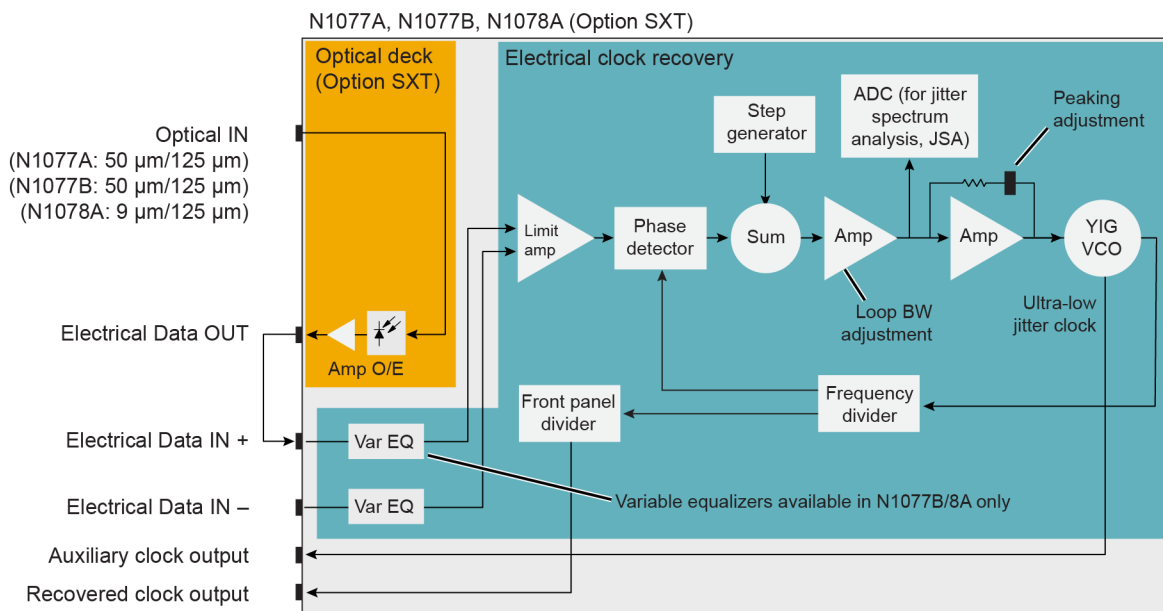 N1077A, N1077B, N1078A (Option SXT)
Optical deck
(Option SXT)
Electrical clock recovery
Optical IN
(N1077A: 50 μm/125 μm)
(N1077B: 50 μm/125 μm)
(N1078A: 9 μm/125 μm)
Step
generator
ADC (for jitter
spectrum
analysis, JSA)
Peaking
adjustment
Limit
amp
Phase
detector
Sum
Amp
Amp
YIG
VCO
Loop BW
adjustment
Ultra-low
jitter clock
Electrical Data OUT
Amp O/E
Front panel
divider
Frequency
divider
Electrical Data IN +
Var EQ
Electrical Data IN –
Var EQ
Variable equalizers available in N1077B/8A only
Auxiliary clock output
Recovered clock output